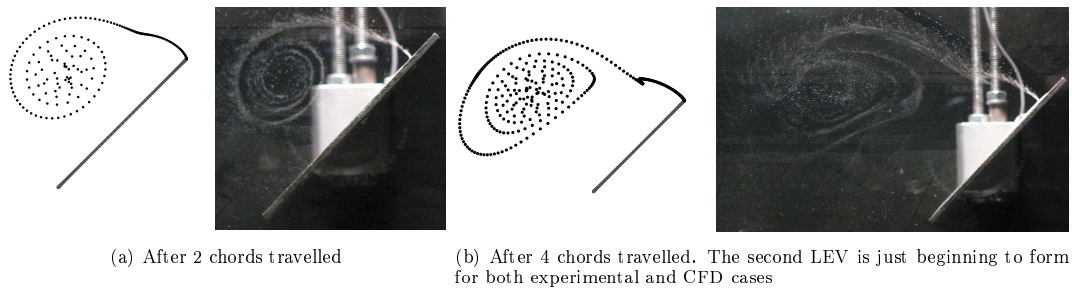 (a) After 2 chords travelled
(b) After 4 chords travelled. The second LEV is just beginning to form
for both experimental and CFD cases